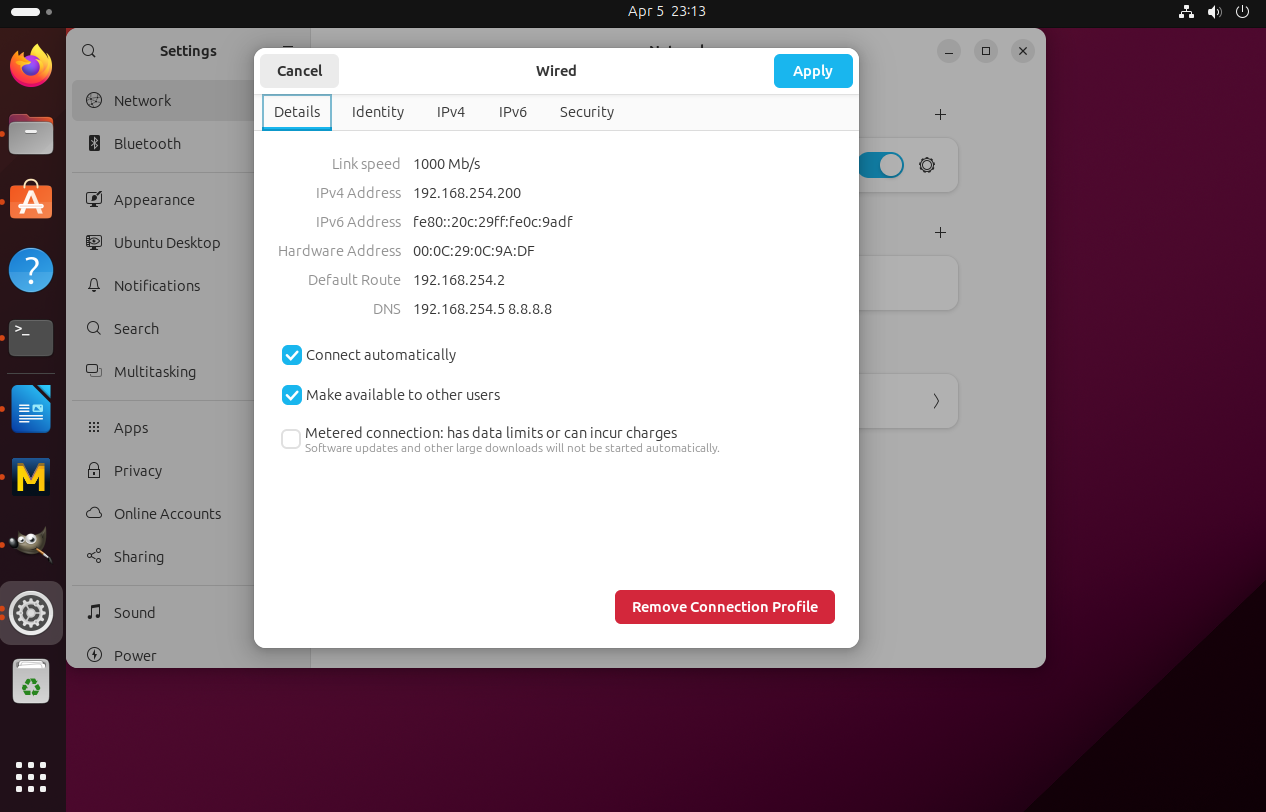 Apr 5 23:13
Settings
Network
Bluetooth
Appearance
Ubuntu Desktop
Notifications
Search
Multitasking
Apps
Privacy
Online Accounts
Sharing
Sound
Power
Cancel
Wired
Apply
Details Identity IPv4 IPv6 Security
Link speed 1000 Mb/s
IPv4 Address 192.168.254.200
IPv6 Address fe80::20c:29ff:fe0c:9adf
Hardware Address 00:0C:29:0C:9A:DF
Default Route 192.168.254.2
DNS 192.168.254.5 8.8.8.8
Connect automatically
Make available to other users
Metered connection: has data limits or can incur charges
Software updates and other large downloads will not be started automatically.
Remove Connection Profile